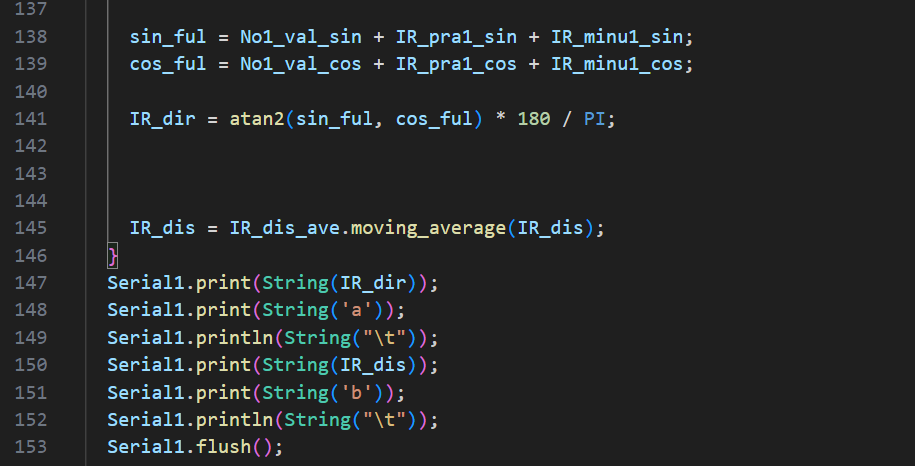 137
138 sin_ful = No1_val_sin + IR_pra1_sin + IR_minu1_sin;
139 cos_ful = No1_val_cos + IR_pra1_cos + IR_minu1_cos;
140
141 IR_dir = atan2(sin_ful, cos_ful) * 180 / PI;
142
143
144
145 IR_dis = IR_dis_ave.moving_average(IR_dis);
146 }
147 Serial1.print(String(IR_dir));
148 Serial1.print(String('a'));
149 Serial1.println(String("\t"));
150 Serial1.print(String(IR_dis));
151 Serial1.print(String('b'));
152 Serial1.println(String("\t"));
153 Serial1.flush();